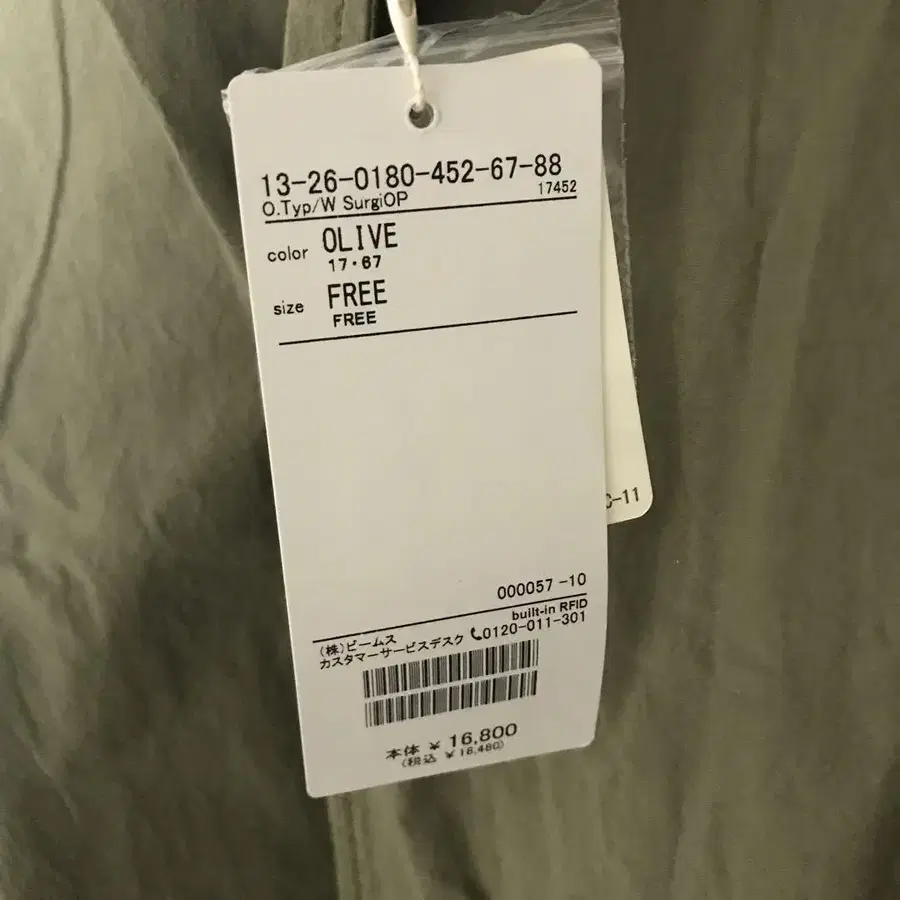 13-26-0180-452-67-88
O.Typ/W SurgiOP 17452
color OLIVE
17・67
size FREE
FREE
C-11
000057 -10
built-in RFID
(株)ビームス
カスタマーサービスデスク 0120-011-301
本体 ¥ 16,800
(税込 ¥18,480)